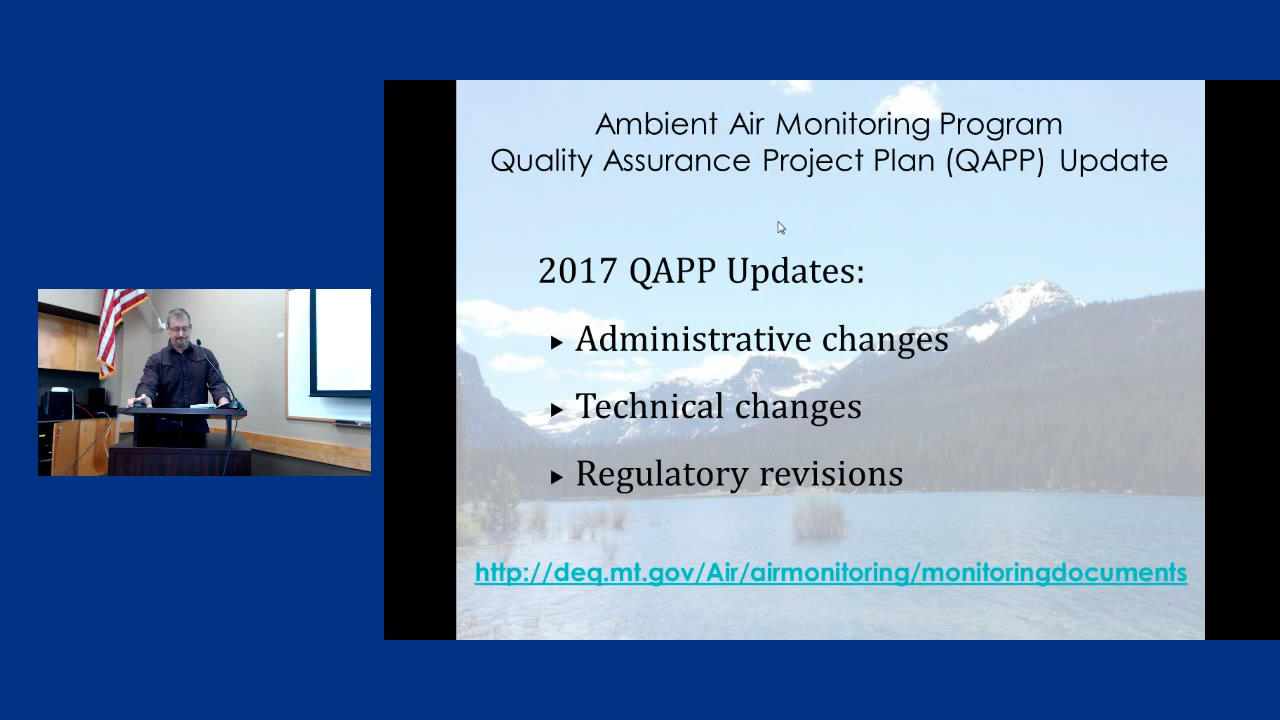 Ambient Air Monitoring Program
Quality Assurance Project Plan (QAPP) Update
2017 QAPP Updates:
▸ Administrative changes
▸ Technical changes
▸ Regulatory revisions
http://deq.mt.gov/Air/airmonitoring/monitoringdocuments